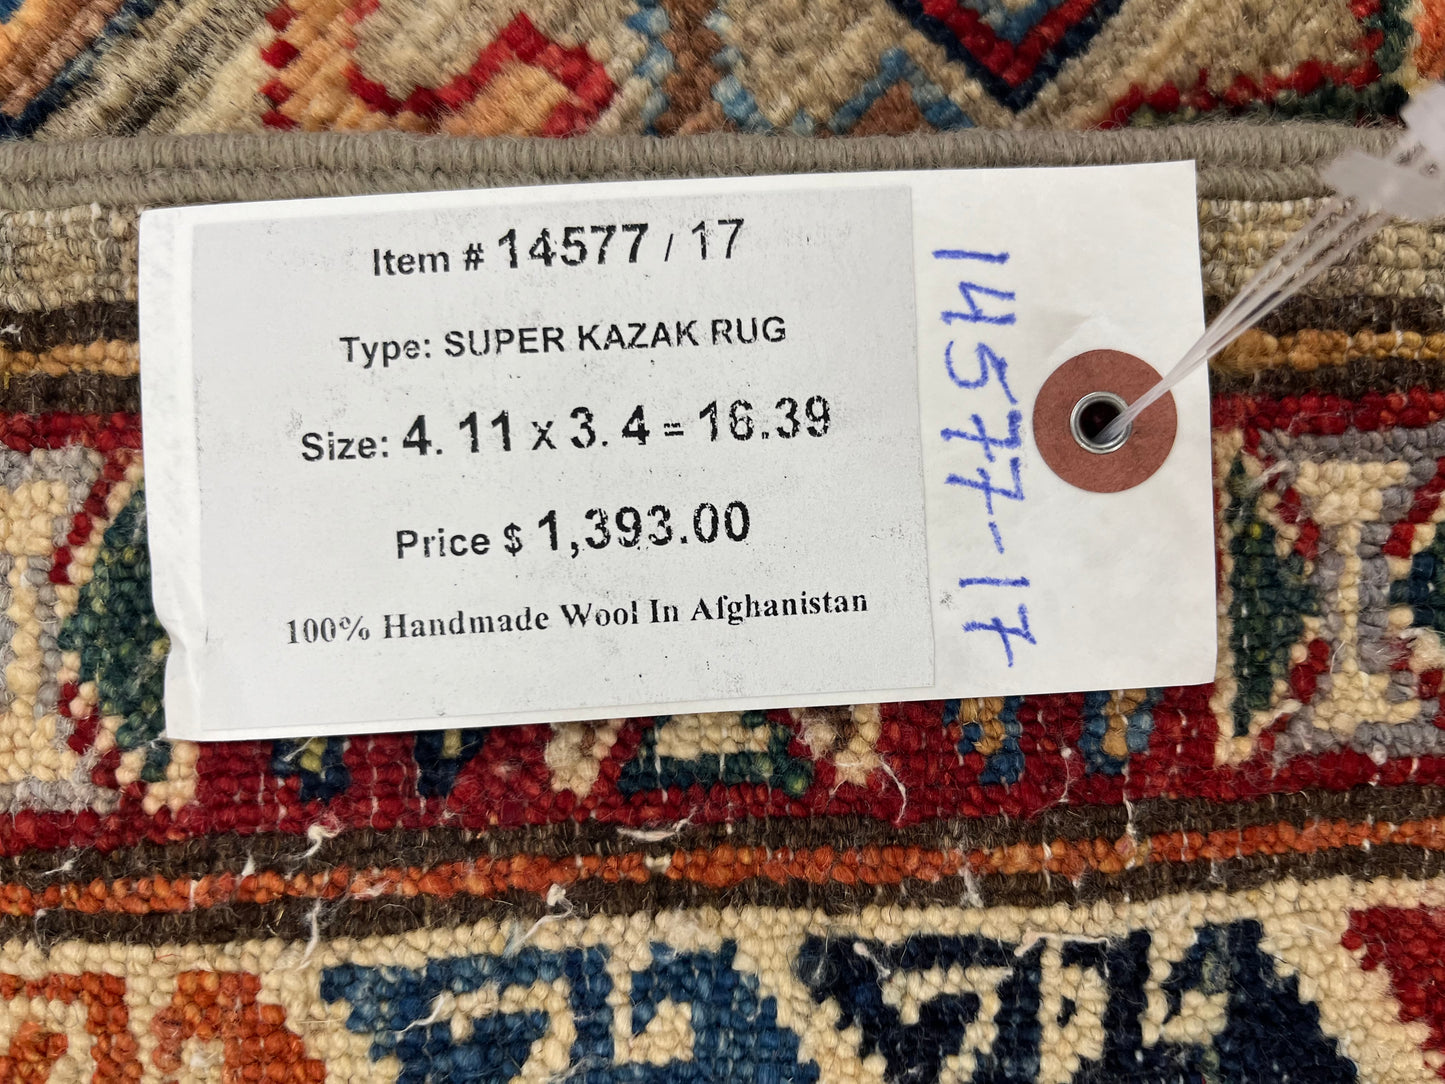 Item # 14577 / 17
Type: SUPER KAZAK RUG
Size: 4. 11 x 3. 4 = 16.39
Price $ 1,393.00
100% Handmade Wool In Afghanistan
14577-17